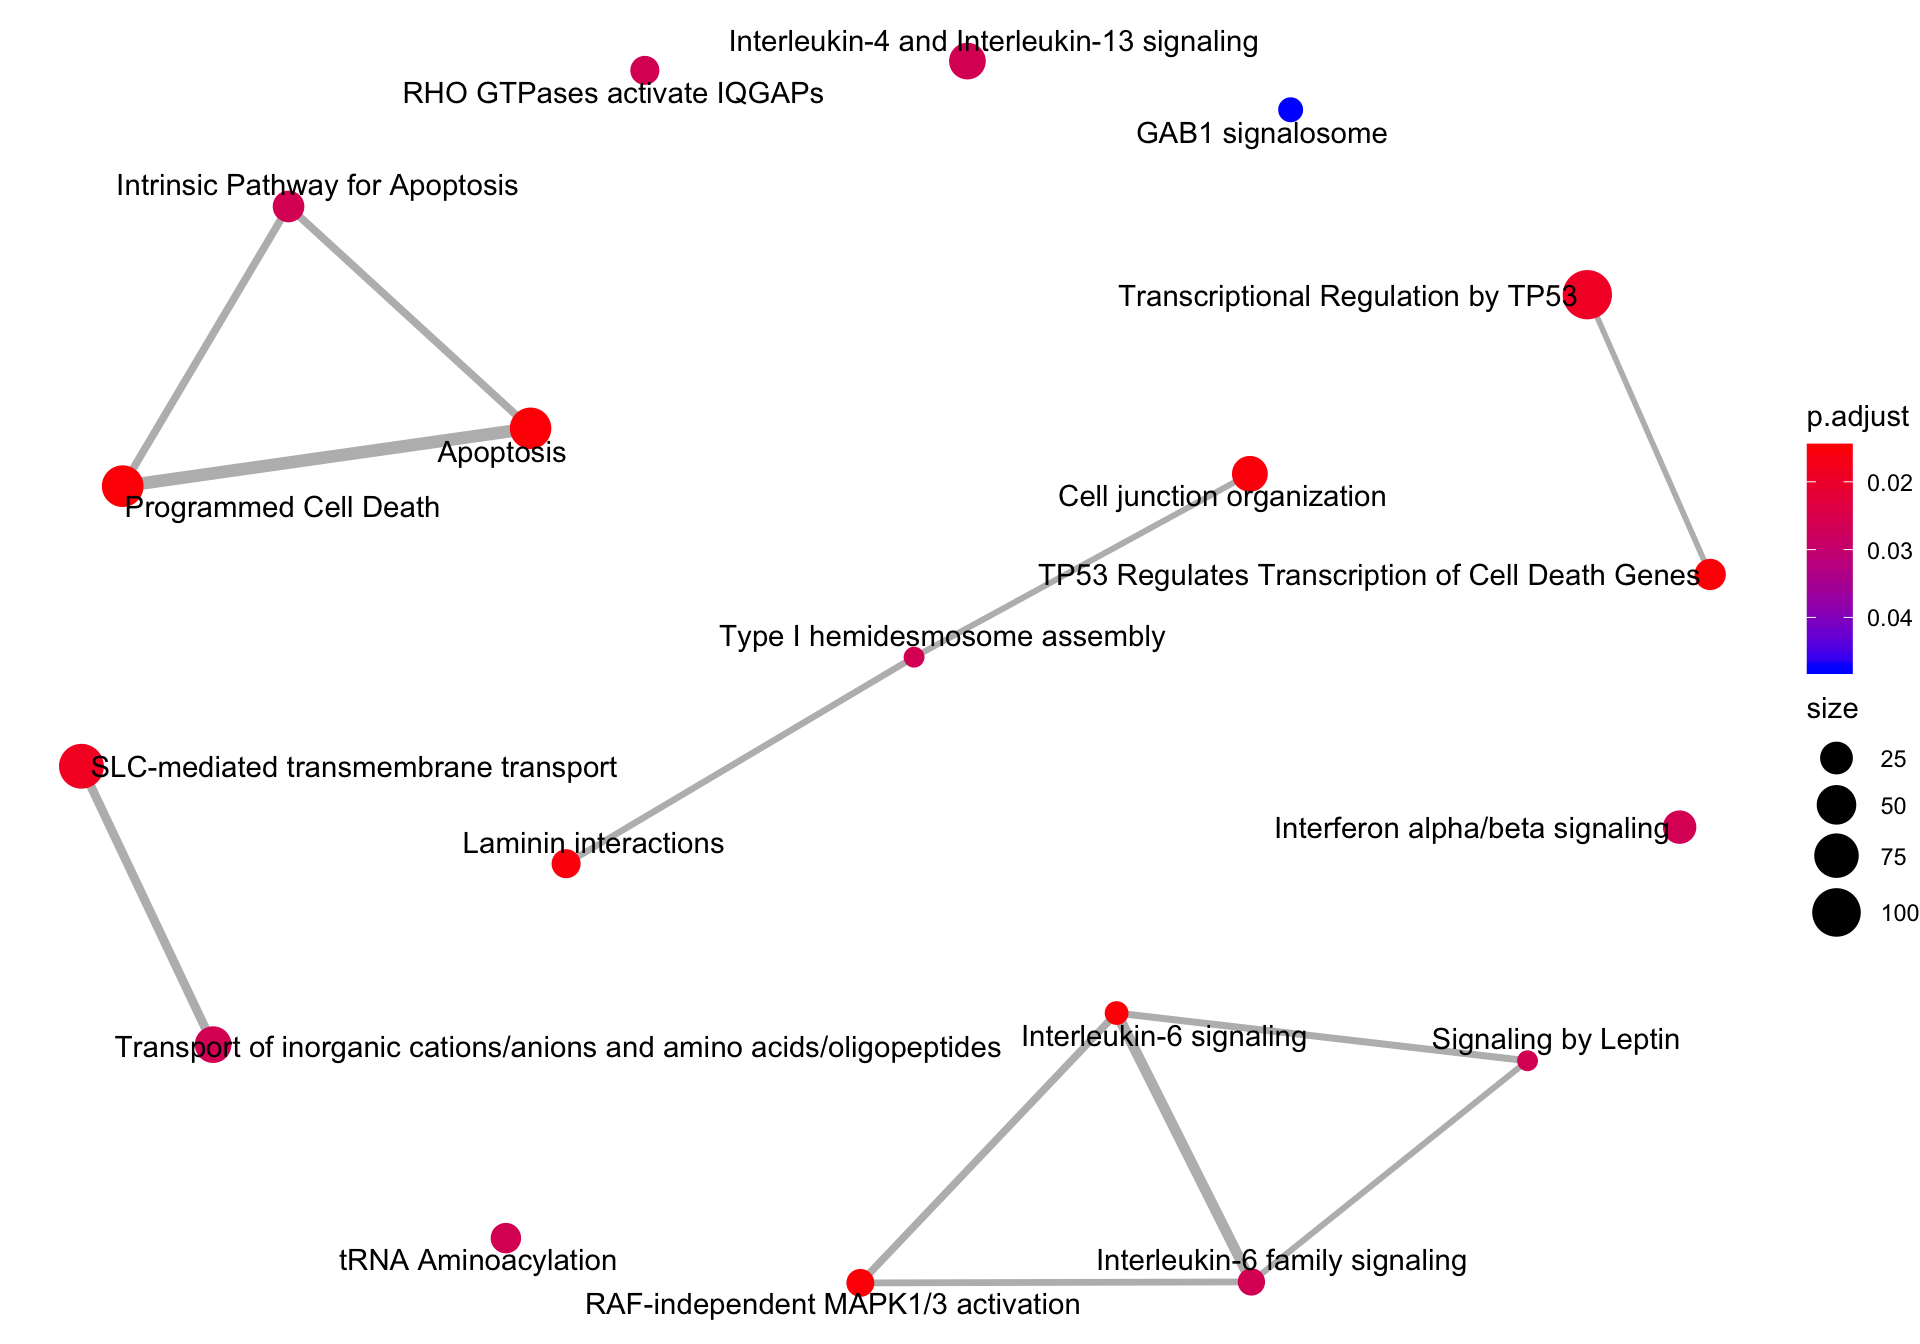 Interleukin-4 and Interleukin-13 signaling
RHO GTPases activate IQGAPs
GAB1 signalosome
Intrinsic Pathway for Apoptosis
Transcriptional Regulation by TP53
p.adjust
Apoptosis
0.02
Cell junction organization
Programmed Cell Death
0.03
TP53 Regulates Transcription of Cell Death Genes
0.04
Type I hemidesmosome assembly
size
25
SLC-mediated transmembrane transport
50
Interferon alpha/beta signaling
Laminin interactions
75
100
Interleukin-6 signaling
Signaling by Leptin
Transport of inorganic cations/anions and amino acids/oligopeptides
tRNA Aminoacylation
Interleukin-6 family signaling
RAF-independent MAPK1/3 activation